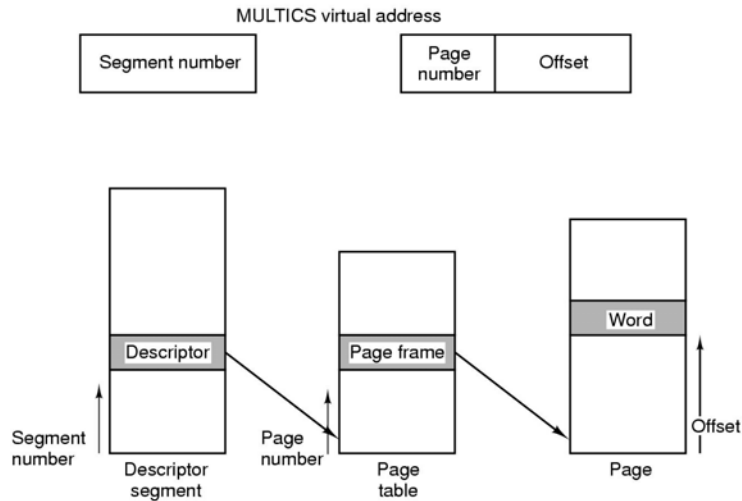 MULTICS virtual address
Segment number
Page
number
Offset
Descriptor
Page frame
Word
Segment
number
Page
number
Offset
Descriptor
segment
Page
table
Page